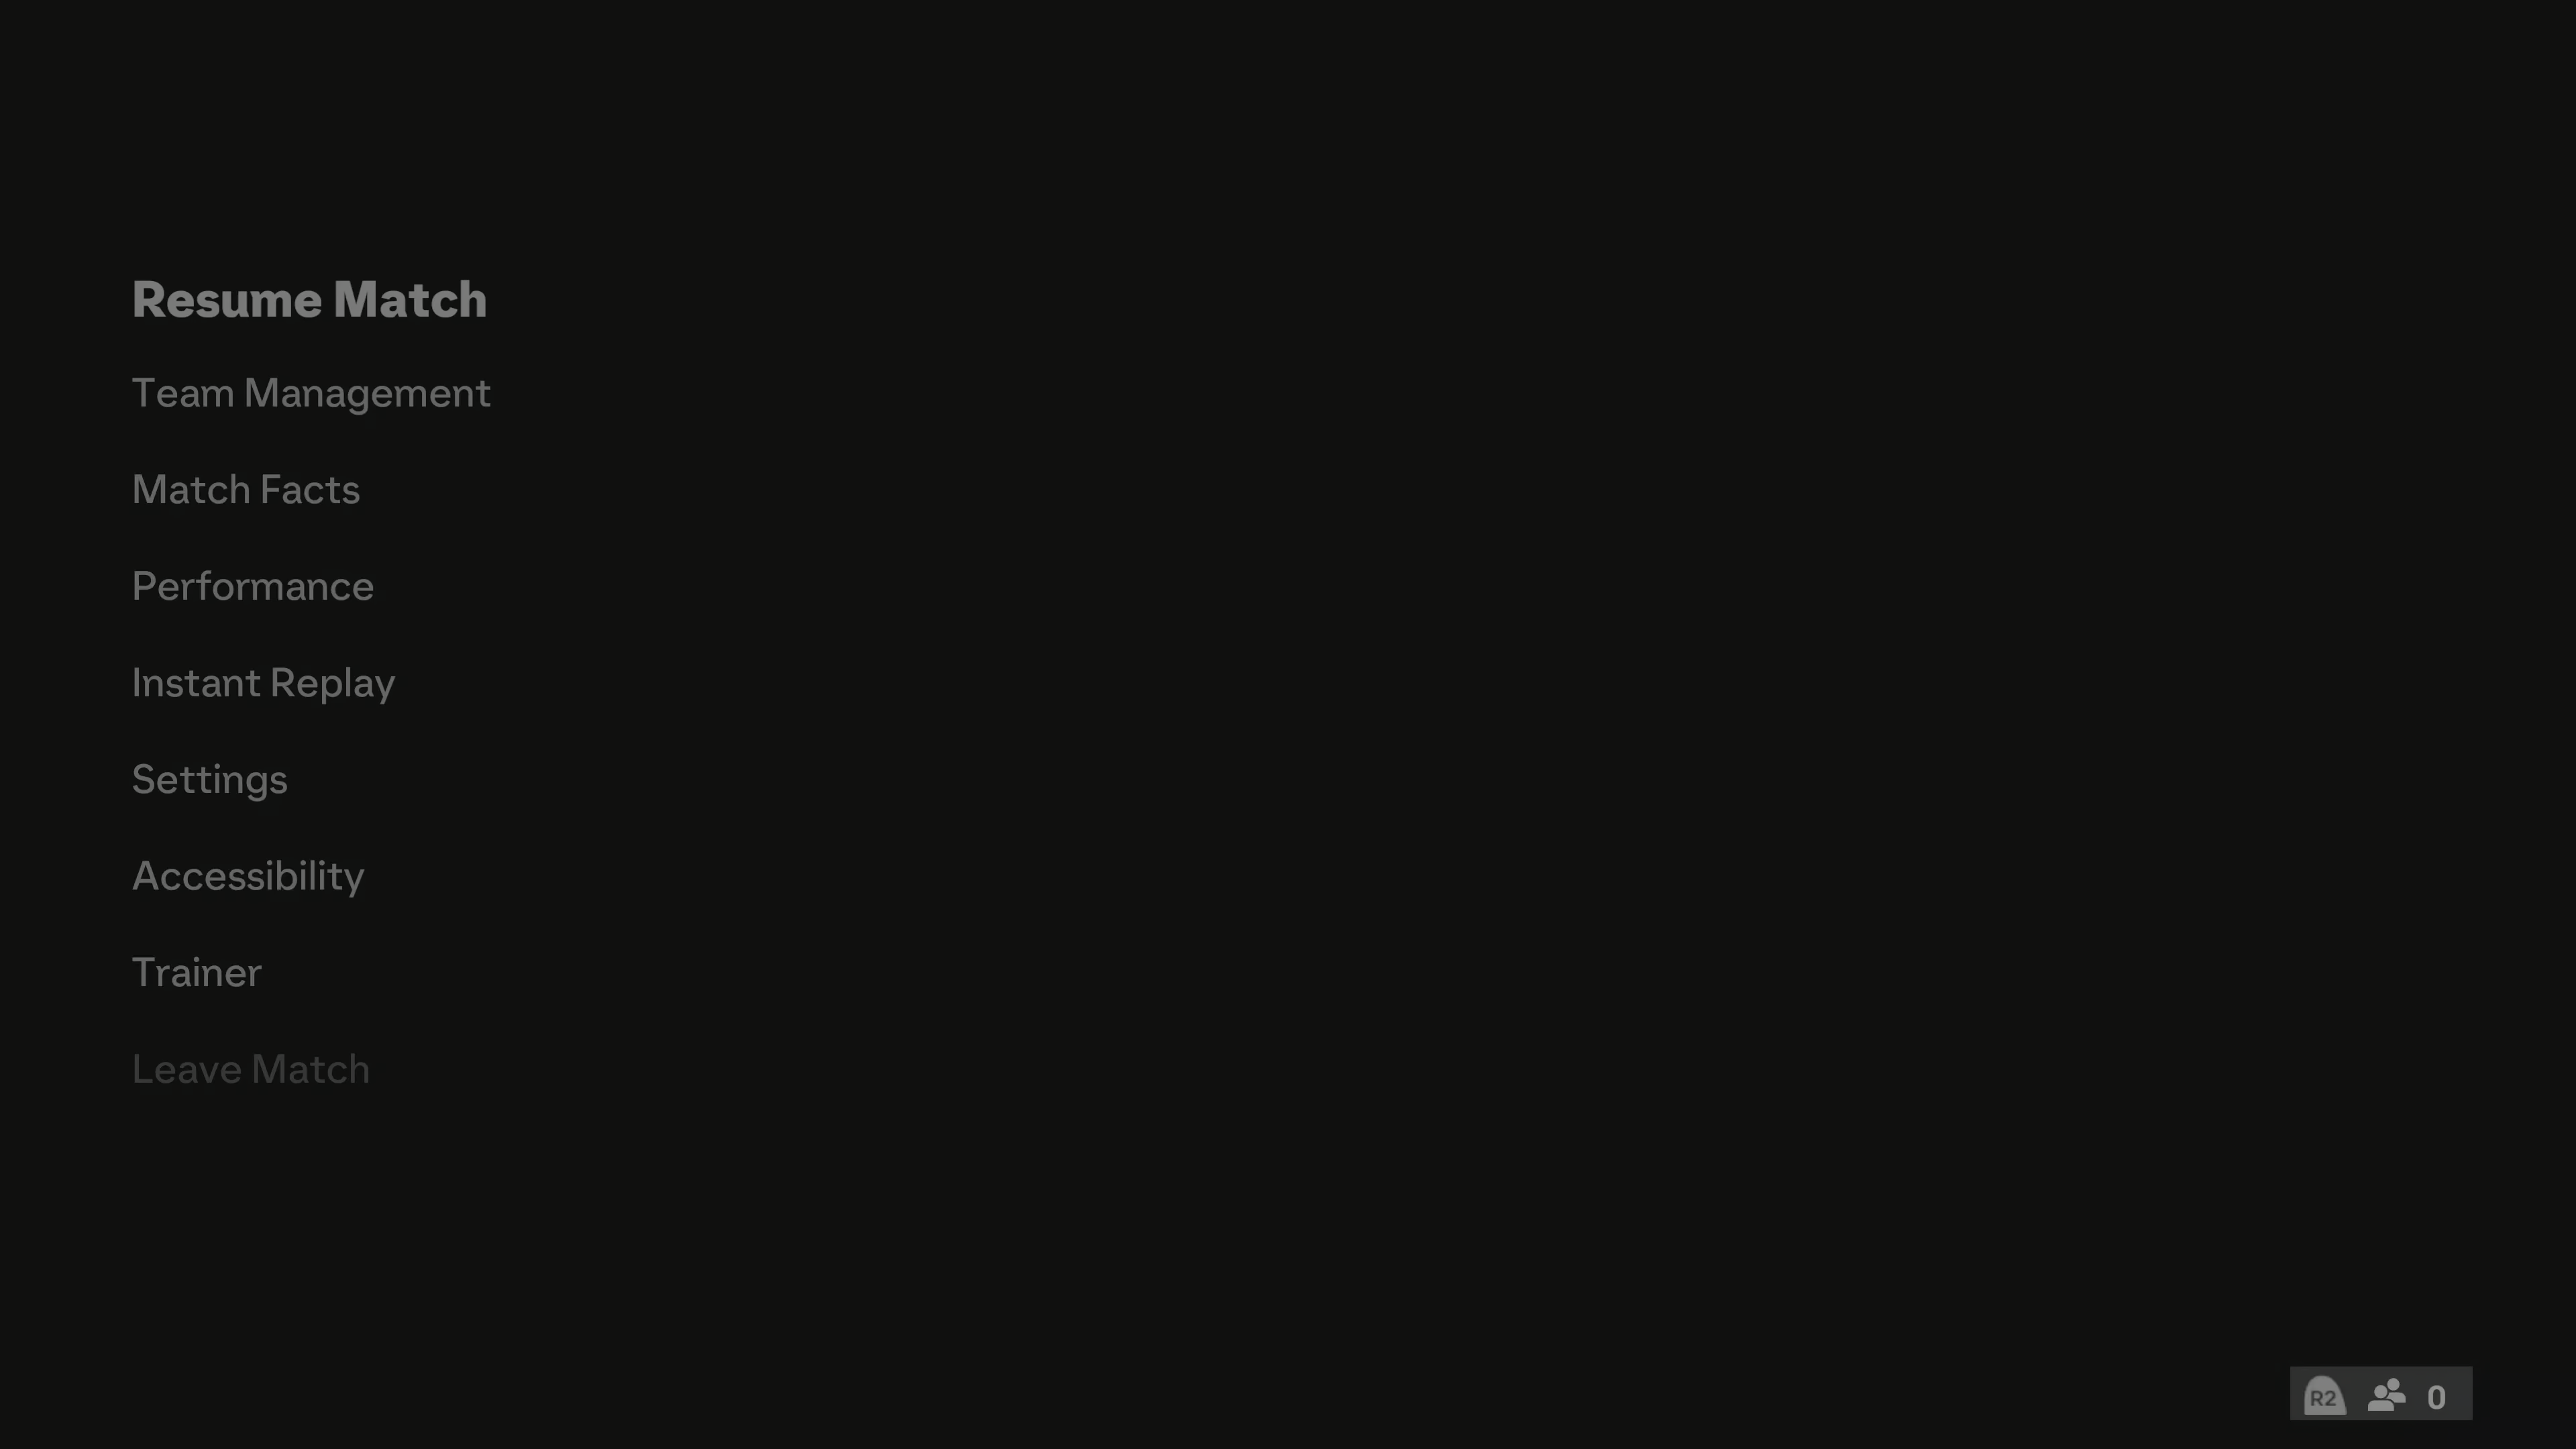 Resume Match
Team Management
Match Facts
Performance
Instant Replay
Settings
Accessibility
Trainer
Leave Match
R2 0